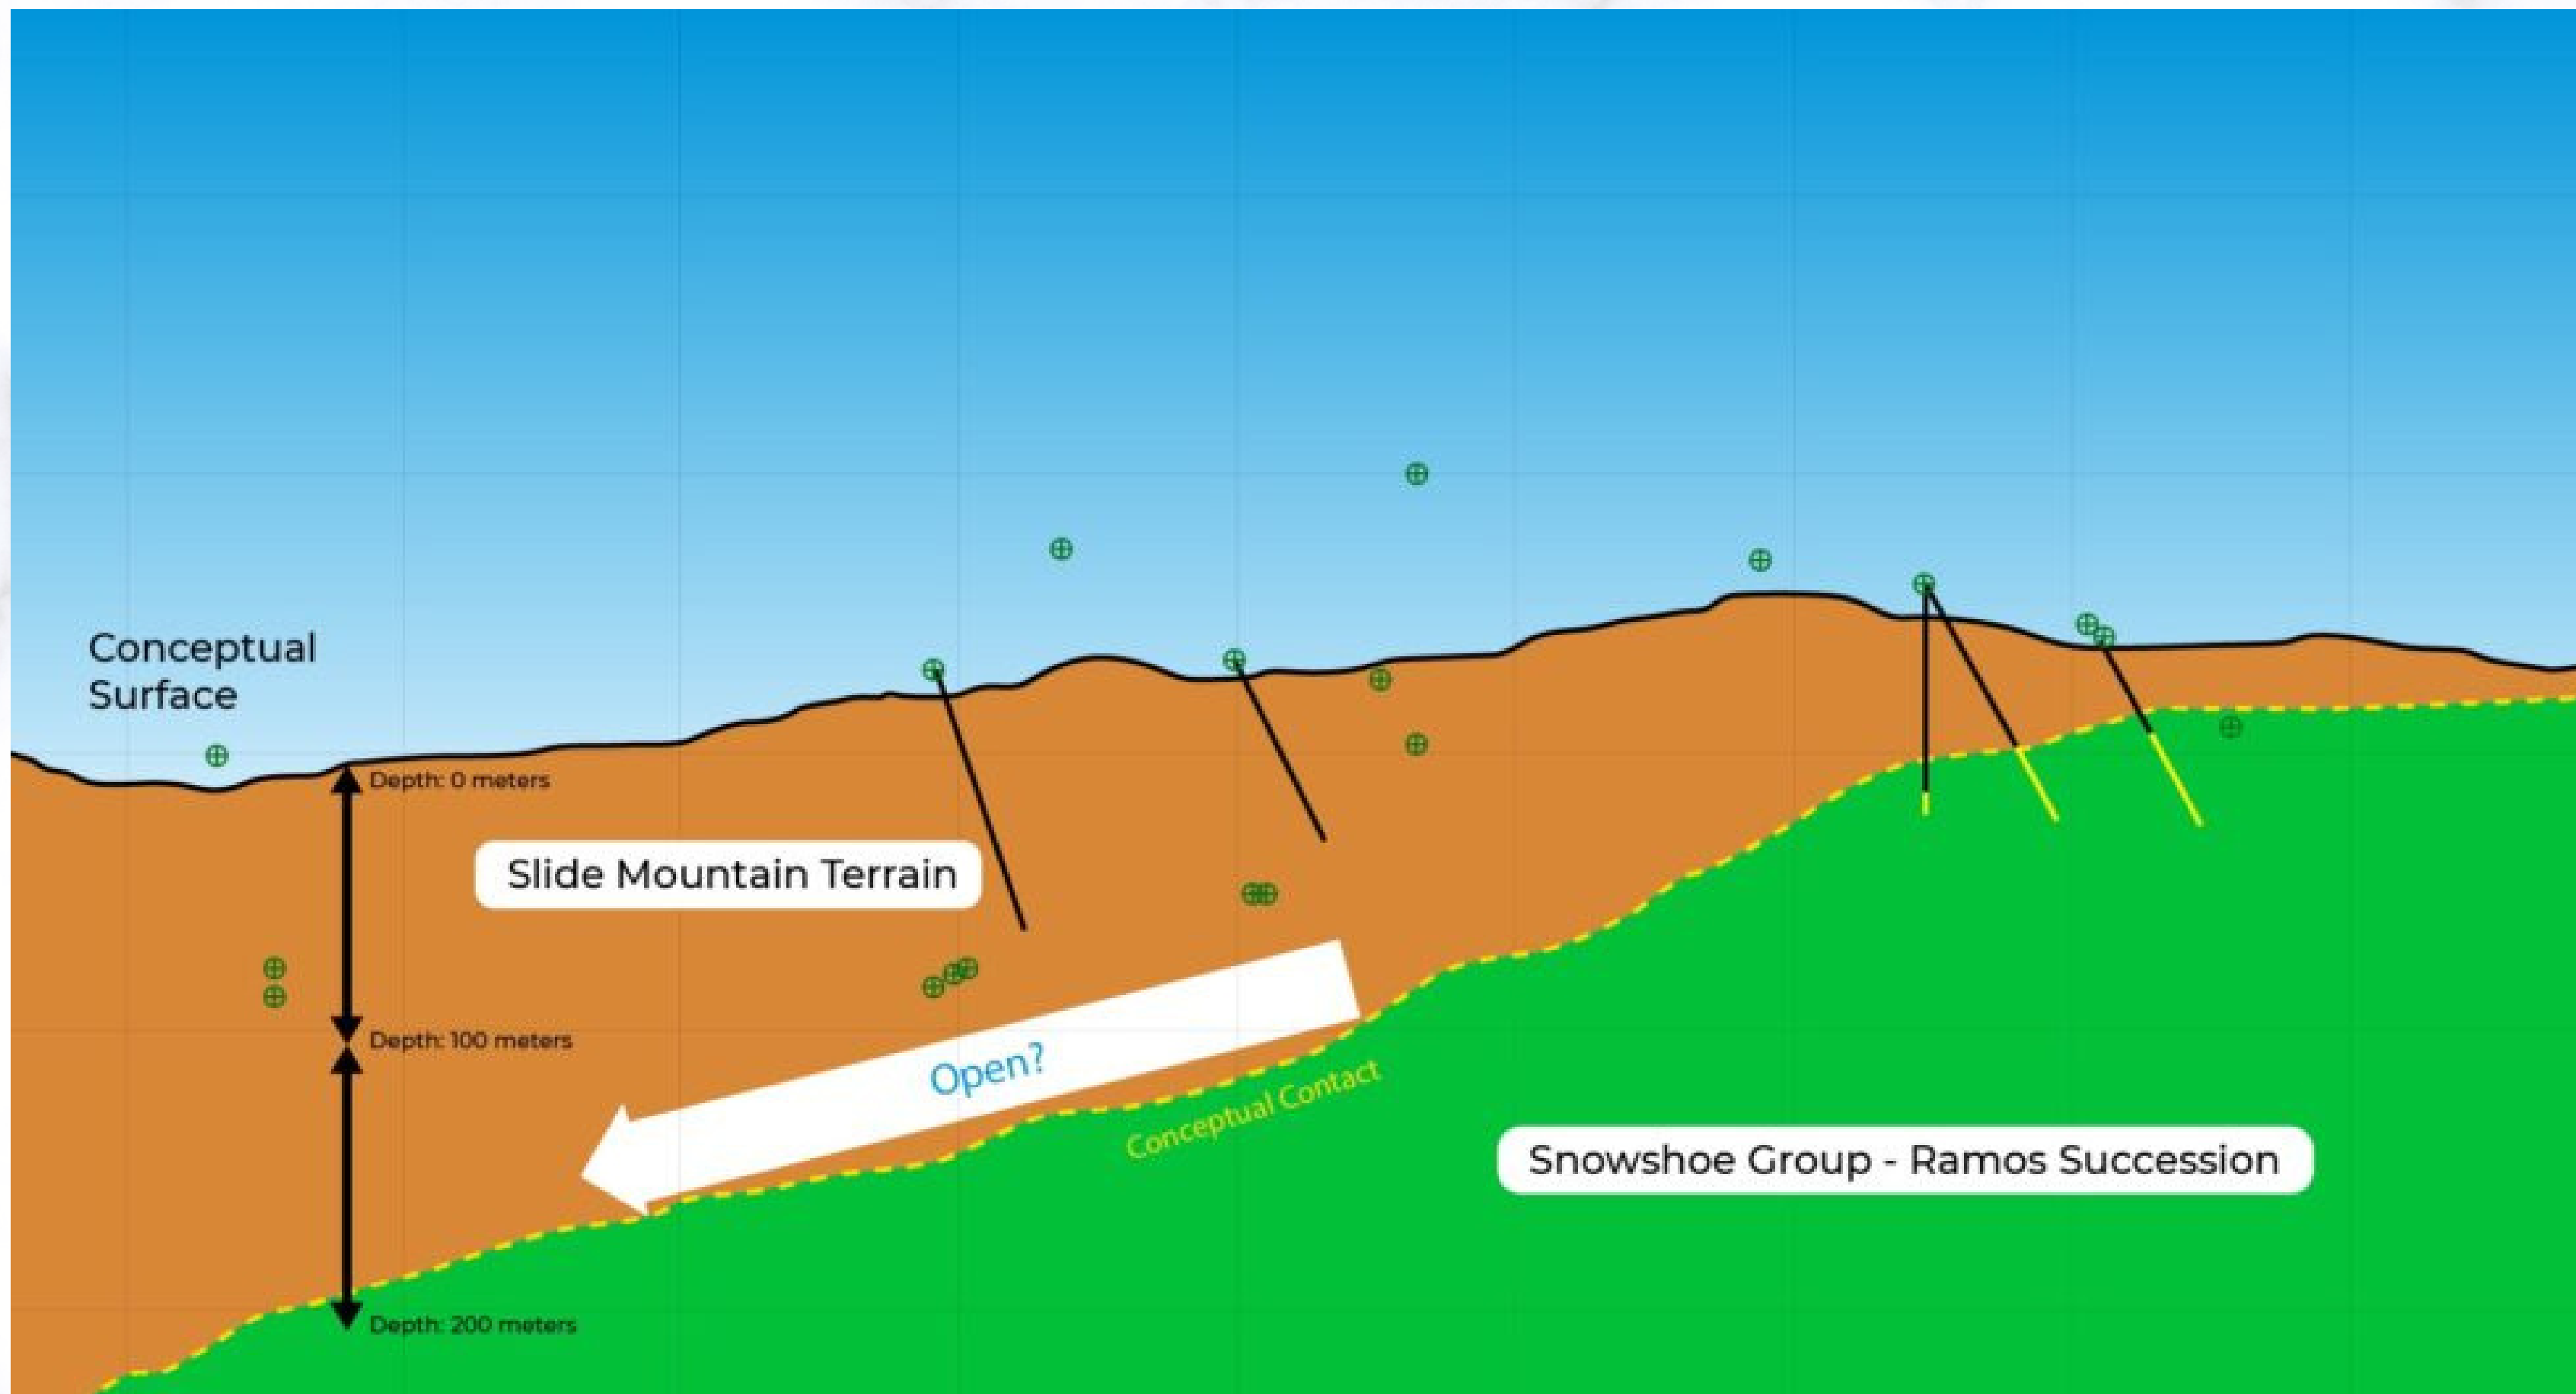 Conceptual
Surface
Depth: 0 meters
Slide Mountain Terrain
Depth: 100 meters
Open?
Conceptual Contact
Snowshoe Group - Ramos Succession
Depth: 200 meters